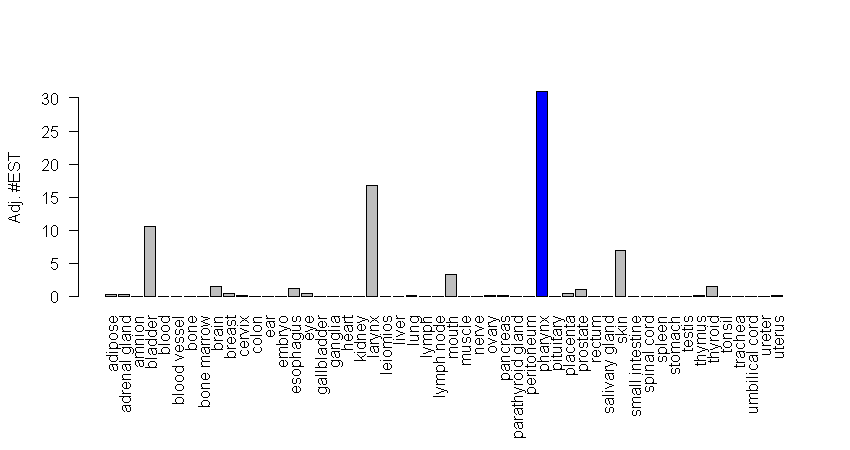 Adj. #EST
30
25
20
15
10
5
0
adipose
adrenal gland
amnion
bladder
blood
blood vessel
bone
bone marrow
brain
breast
cervix
colon
ear
embryo
esophagus
eye
gallbladder
ganglia
heart
kidney
larynx
leiomios
liver
lung
lymph
lymph node
mouth
muscle
nerve
ovary
pancreas
parathyroid gland
peritoneum
pharynx
pituitary
placenta
prostate
rectum
salivary gland
skin
small intestine
spinal cord
spleen
stomach
testis
thymus
thyroid
tonsil
trachea
umbilical cord
ureter
uterus